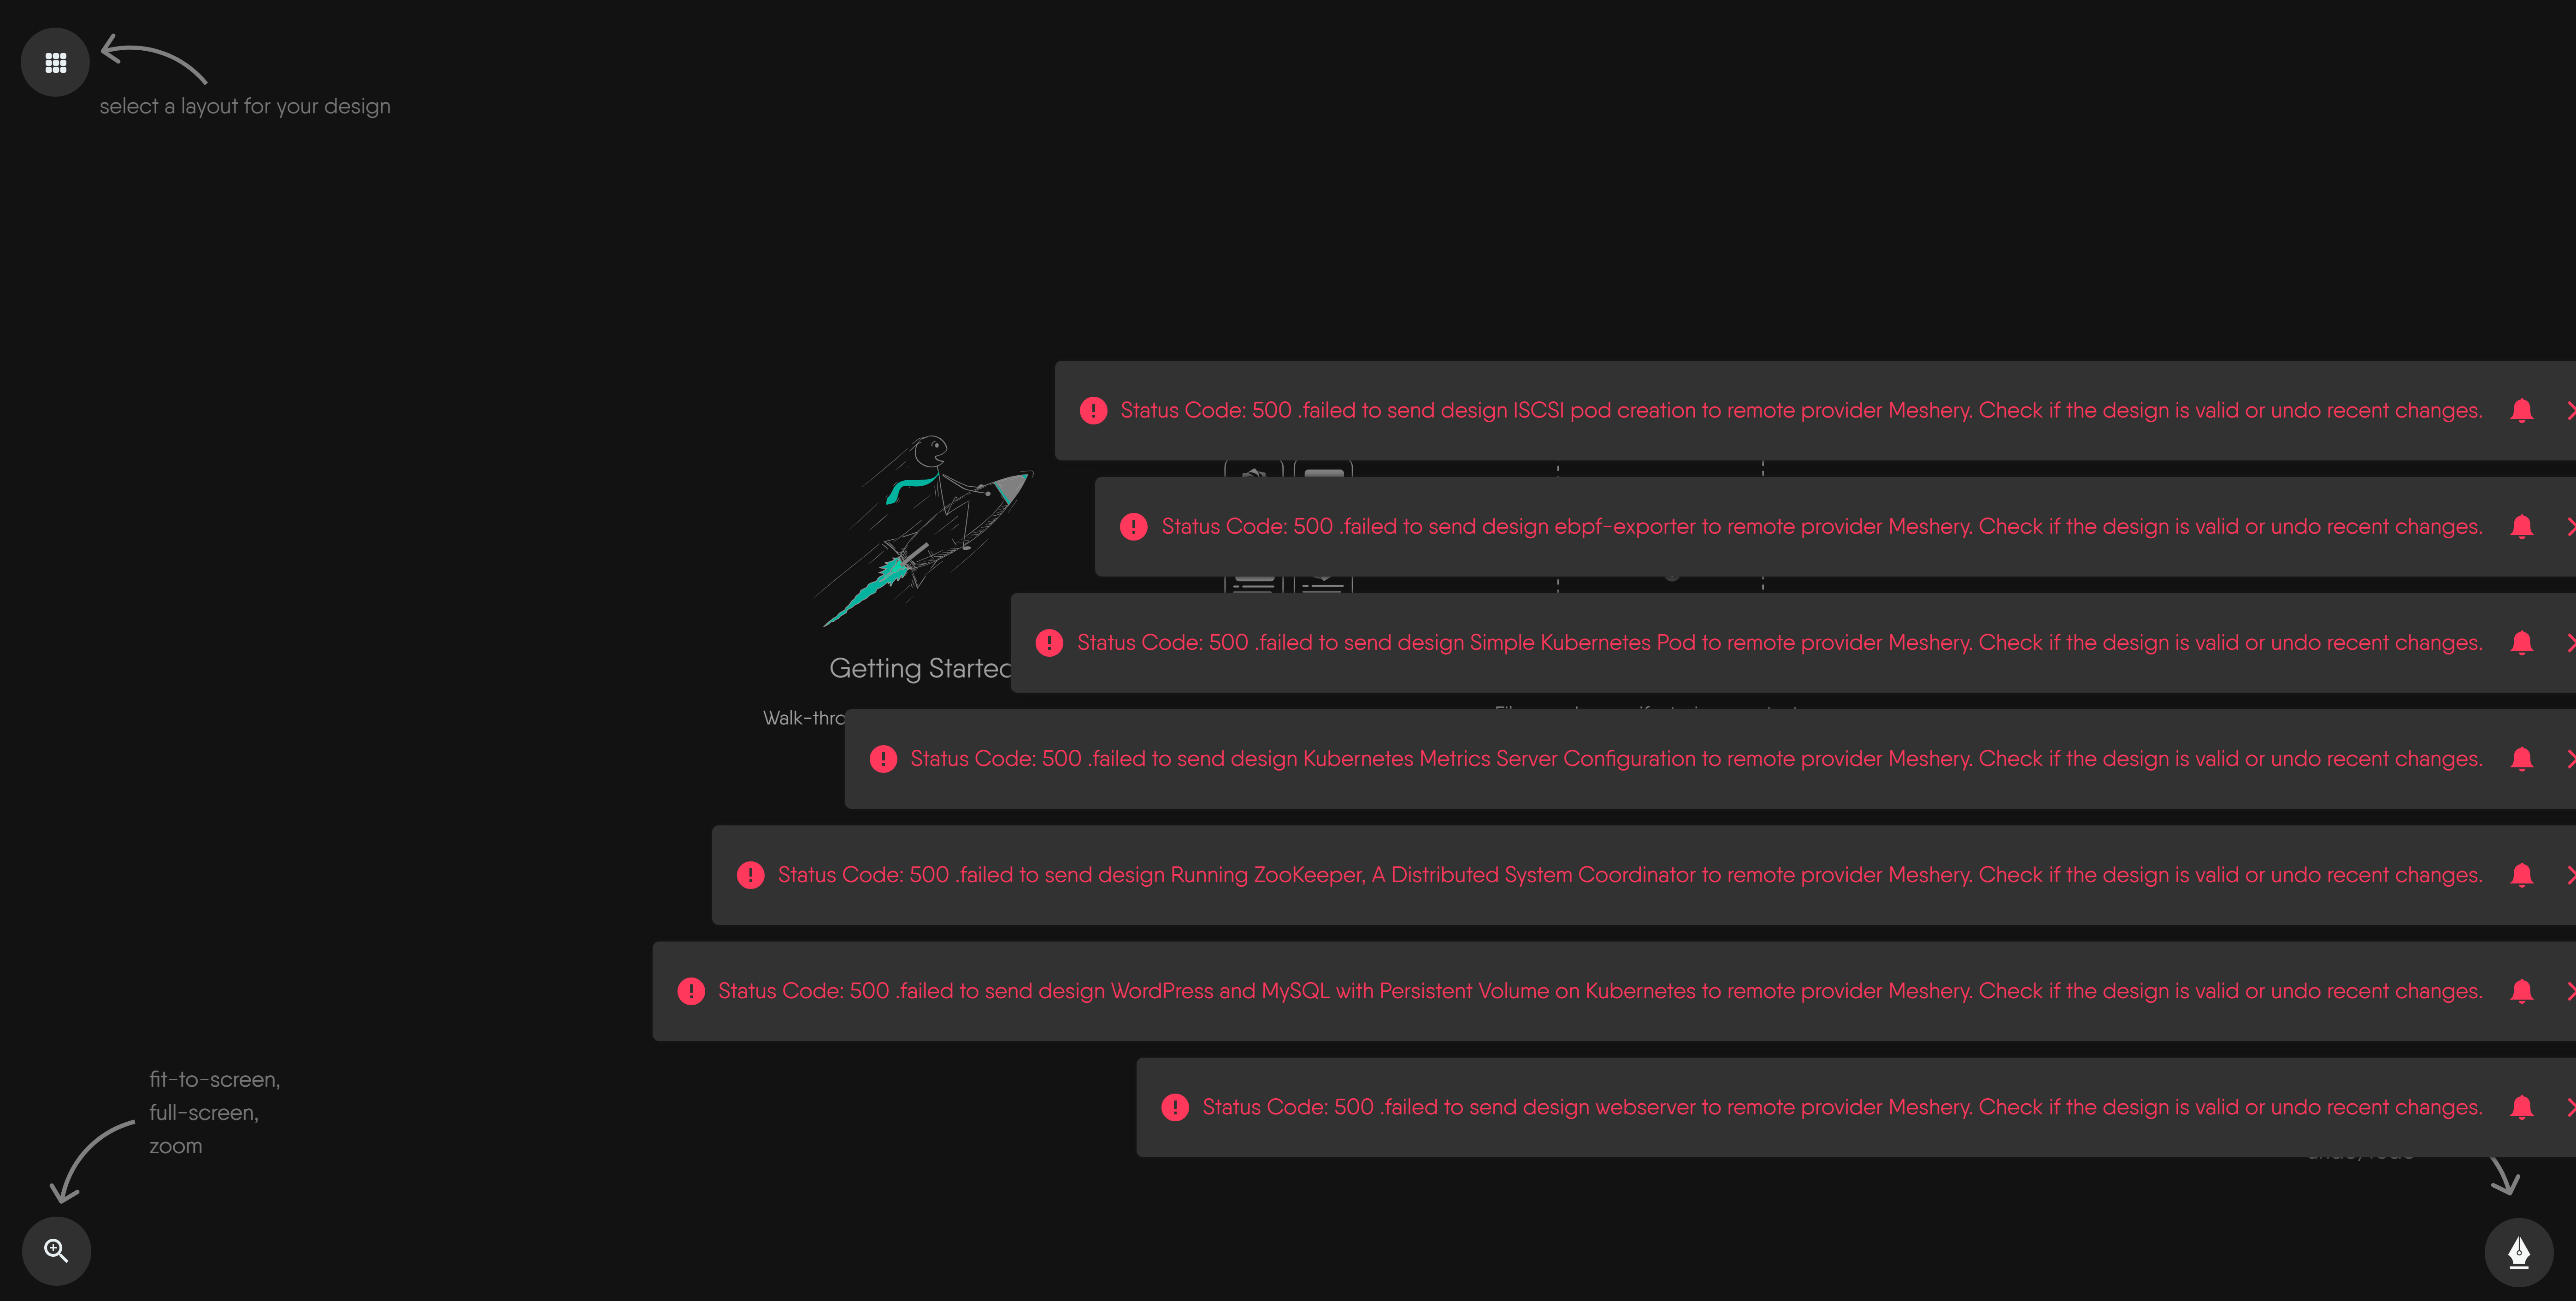 select a layout for your design
Status Code: 500 .failed to send design ISCSI pod creation to remote provider Meshery. Check if the design is valid or undo recent changes.
Status Code: 500 .failed to send design ebpf-exporter to remote provider Meshery. Check if the design is valid or undo recent changes.
Status Code: 500 .failed to send design Simple Kubernetes Pod to remote provider Meshery. Check if the design is valid or undo recent changes.
Getting Started
Status Code: 500 .failed to send design Kubernetes Metrics Server Configuration to remote provider Meshery. Check if the design is valid or undo recent changes.
Status Code: 500 .failed to send design Running ZooKeeper, A Distributed System Coordinator to remote provider Meshery. Check if the design is valid or undo recent changes.
Status Code: 500 .failed to send design WordPress and MySQL with Persistent Volume on Kubernetes to remote provider Meshery. Check if the design is valid or undo recent changes.
Status Code: 500 .failed to send design webserver to remote provider Meshery. Check if the design is valid or undo recent changes.
fit-to-screen,
full-screen,
zoom